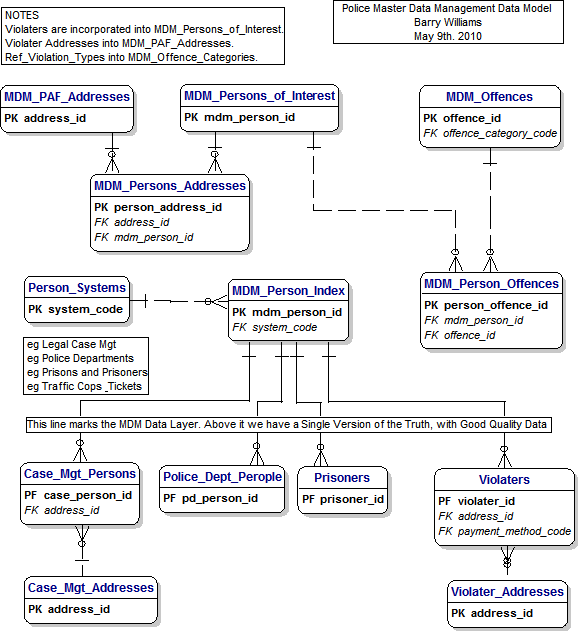 NOTES
Violaters are incorporated into MDM_Persons_of_Interest.
Violater Addresses into MDM_PAF_Addresses.
Ref_Violation_Types into MDM_Offence_Categories.
Police Master Data Management Data Model
Barry Williams
May 9th. 2010
MDM_PAF_Addresses
PK address_id
MDM_Persons_of_Interest
PK mdm_person_id
MDM_Offences
PK offence_id
FK offence_category_code
MDM_Persons_Addresses
PK person_address_id
FK address_id
FK mdm_person_id
Person_Systems
PK system_code
MDM_Person_Index
PK mdm_person_id
FK system_code
MDM_Person_Offences
PK person_offence_id
FK mdm_person_id
FK offence_id
eg Legal Case Mgt
eg Police Departments
eg Prisons and Prisoners
eg Traffic Cops _Tickets
This line marks the MDM Data Layer. Above it we have a Single Version of the Truth, with Good Quality Data
Case_Mgt_Persons
PF case_person_id
FK address_id
Police_Dept_Perople
PF pd_person_id
Prisoners
PF prisoner_id
Violaters
PF violater_id
FK address_id
FK payment_method_code
Case_Mgt_Addresses
PK address_id
Violater_Addresses
PK address_id